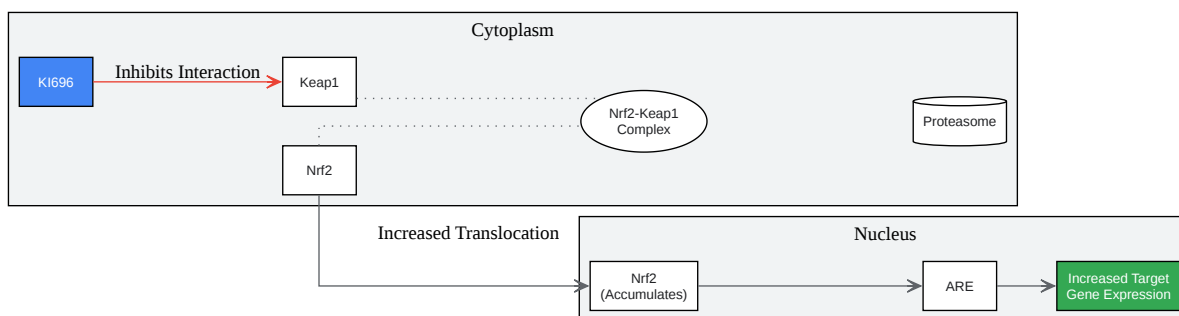 Cytoplasm
KI696
Inhibits Interaction
Keap1
Nrf2-Keap1
Complex
Proteasome
Nrf2
Increased Translocation
Nucleus
Nrf2
(Accumulates)
ARE
Increased Target
Gene Expression